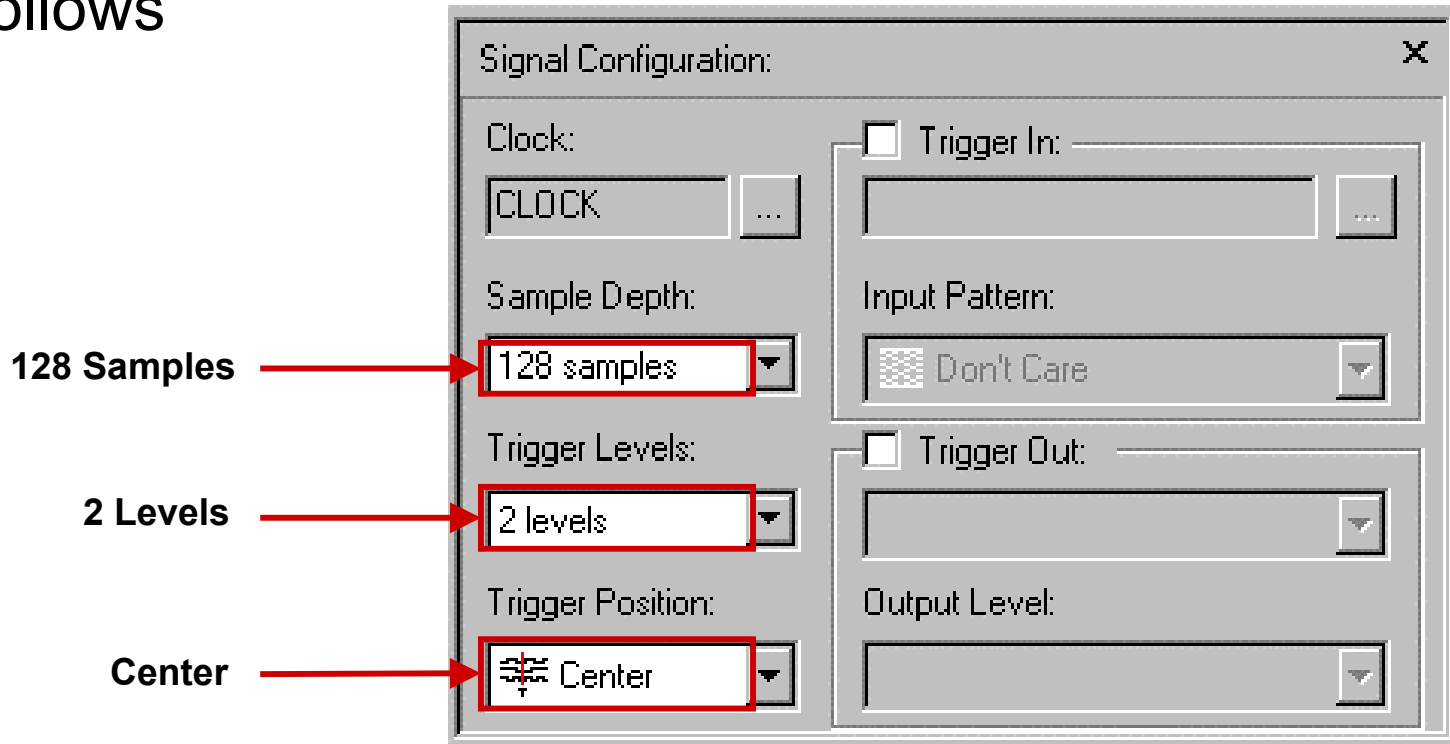 ollows
Signal Configuration:
Clock:
CLOCK
...
Sample Depth:
128 samples
Trigger Levels:
2 levels
Trigger Position:
Center
Trigger In:
...
Input Pattern:
Don't Care
Trigger Out:
Output Level:
128 Samples
2 Levels
Center